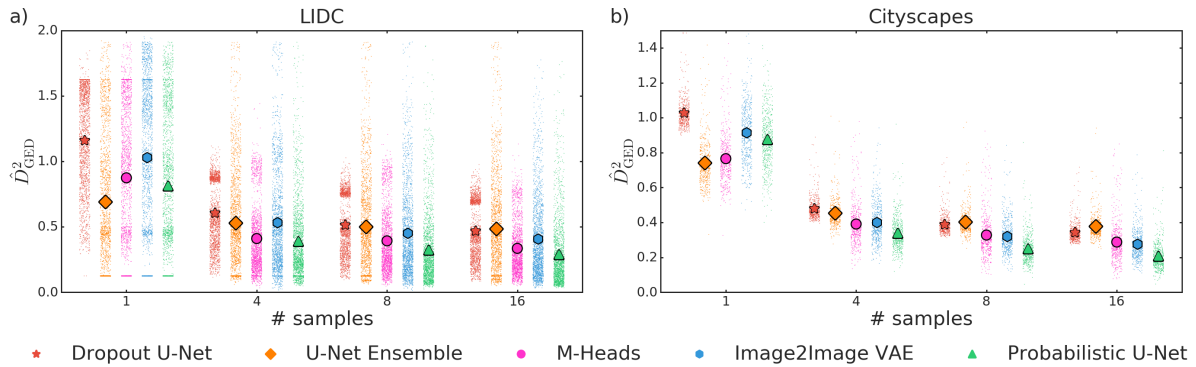 a) LIDC
2.0
1.5
1.0
0.5
0.0
D̂²GED
1 4 8 16
# samples
b) Cityscapes
1.4
1.2
1.0
0.8
0.6
0.4
0.2
0.0
D̂²GED
1 4 8 16
# samples
Dropout U-Net U-Net Ensemble M-Heads Image2Image VAE Probabilistic U-Net